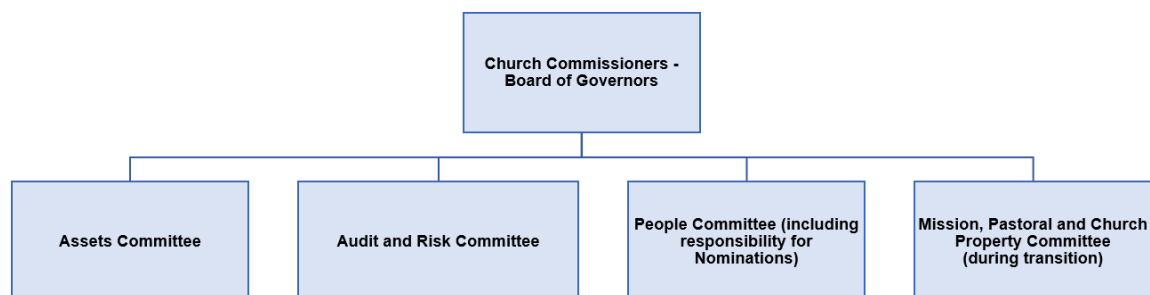 Church Commissioners -
Board of Governors
Assets Committee
Audit and Risk Committee
People Committee (including
responsibility for
Nominations)
Mission, Pastoral and Church
Property Committee
(during transition)